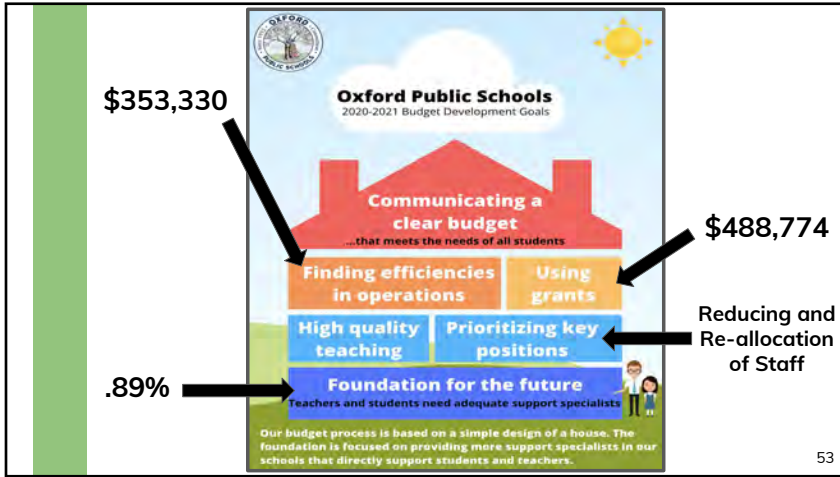 OXFORD
PUBLIC SCHOOLS
Oxford Public Schools
2020-2021 Budget Development Goals
$353,330
Communicating a
clear budget
...that meets the needs of all students
$488,774
Finding efficiencies
in operations
Using
grants
High quality
teaching
Prioritizing key
positions
Reducing and
Re-allocation
of Staff
.89%
Foundation for the future
Teachers and students need adequate support specialists
Our budget process is based on a simple design of a house. The
foundation is focused on providing more support specialists in our
schools that directly support students and teachers.
53